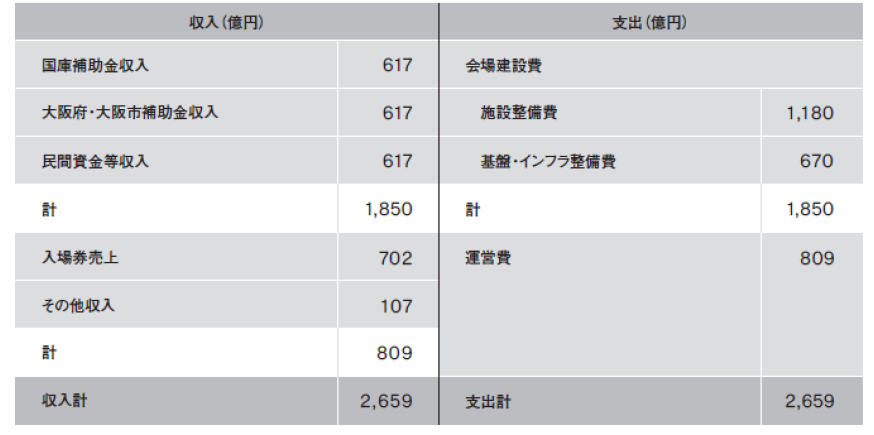 収入(億円) 支出(億円)
国庫補助金収入 617 会場建設費
大阪府・大阪市補助金収入 617 施設整備費 1,180
民間資金等収入 617 基盤・インフラ整備費 670
計 1,850 計 1,850
入場券売上 702 運営費 809
その他収入 107
計 809
収入計 2,659 支出計 2,659